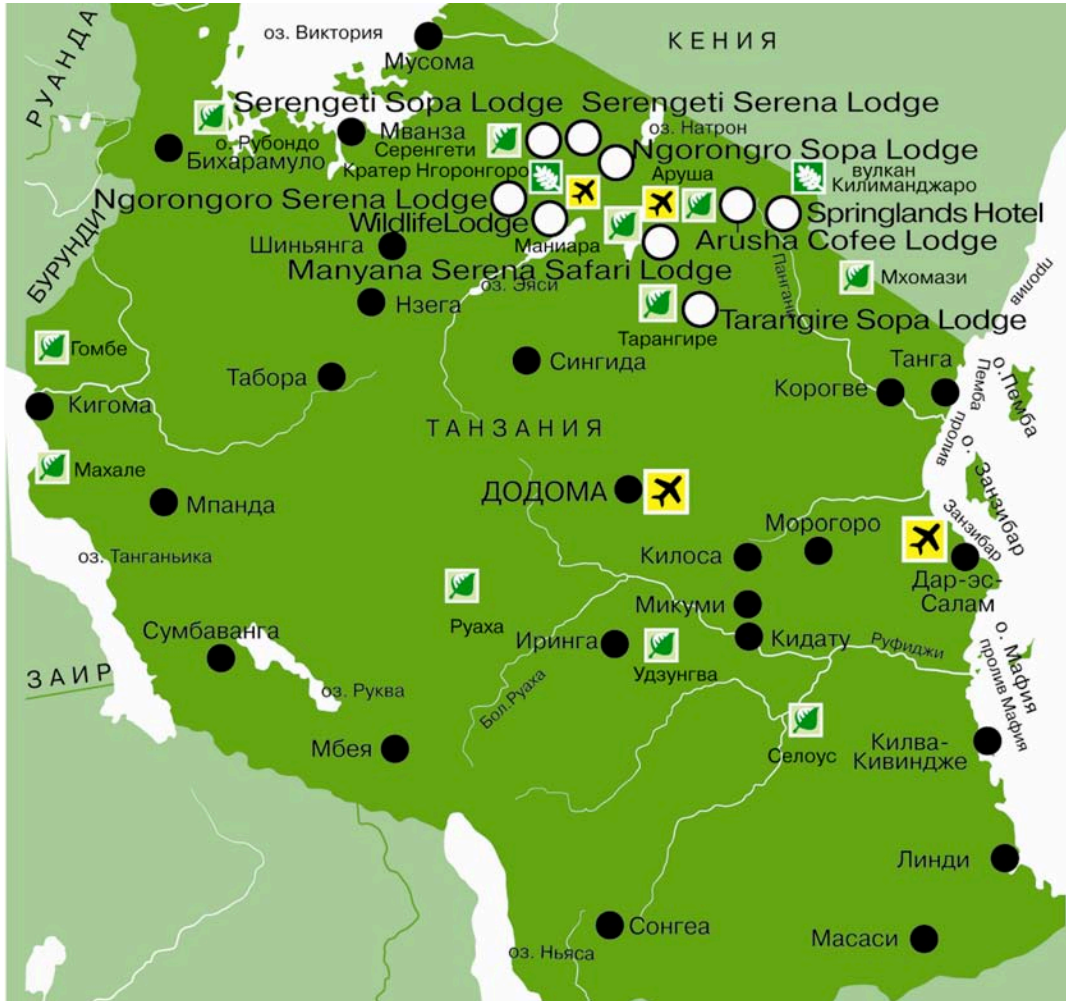 оз. Виктория
КЕНИЯ
РУАНДА
Мусома
Serengeti Sopa Lodge
Serengeti Serena Lodge
о. Рубондо
Мванза
Серенгети
оз. Натрон
Бихарамуло
Кратер Нгоронгоро
Ngorongro Sopa Lodge
Аруша
вулкан
Килиманджаро
Ngorongoro Serena Lodge
WildlifeLodge
Springlands Hotel
БУРУНДИ
Шиньянга
Маниара
Arusha Cofee Lodge
Manyana Serena Safari Lodge
оз. Эяси
Пангани
Мхомази
пролив
Нзега
Тарангире
Tarangire Sopa Lodge
Гомбе
Табора
Сингида
Танга
Корогве
Пемба
о.Пемба
Кигома
ТАНЗАНИЯ
пролив
Махале
Мпанда
ДОДОМА
о. Занзибар
Занзибар
Морогоро
оз. Танганьика
Килоса
Дар-эс-
Салам
Руаха
Микуми
Сумбаванга
Иринга
Удзунгва
Кидату
Руфиджи
о. Мафия
пролив Мафия
ЗАИР
оз. Руква
Бол.Руаха
Мбея
Селоус
Килва-
Кивиндже
Линди
Сонгеа
Масаси
оз. Ньяса